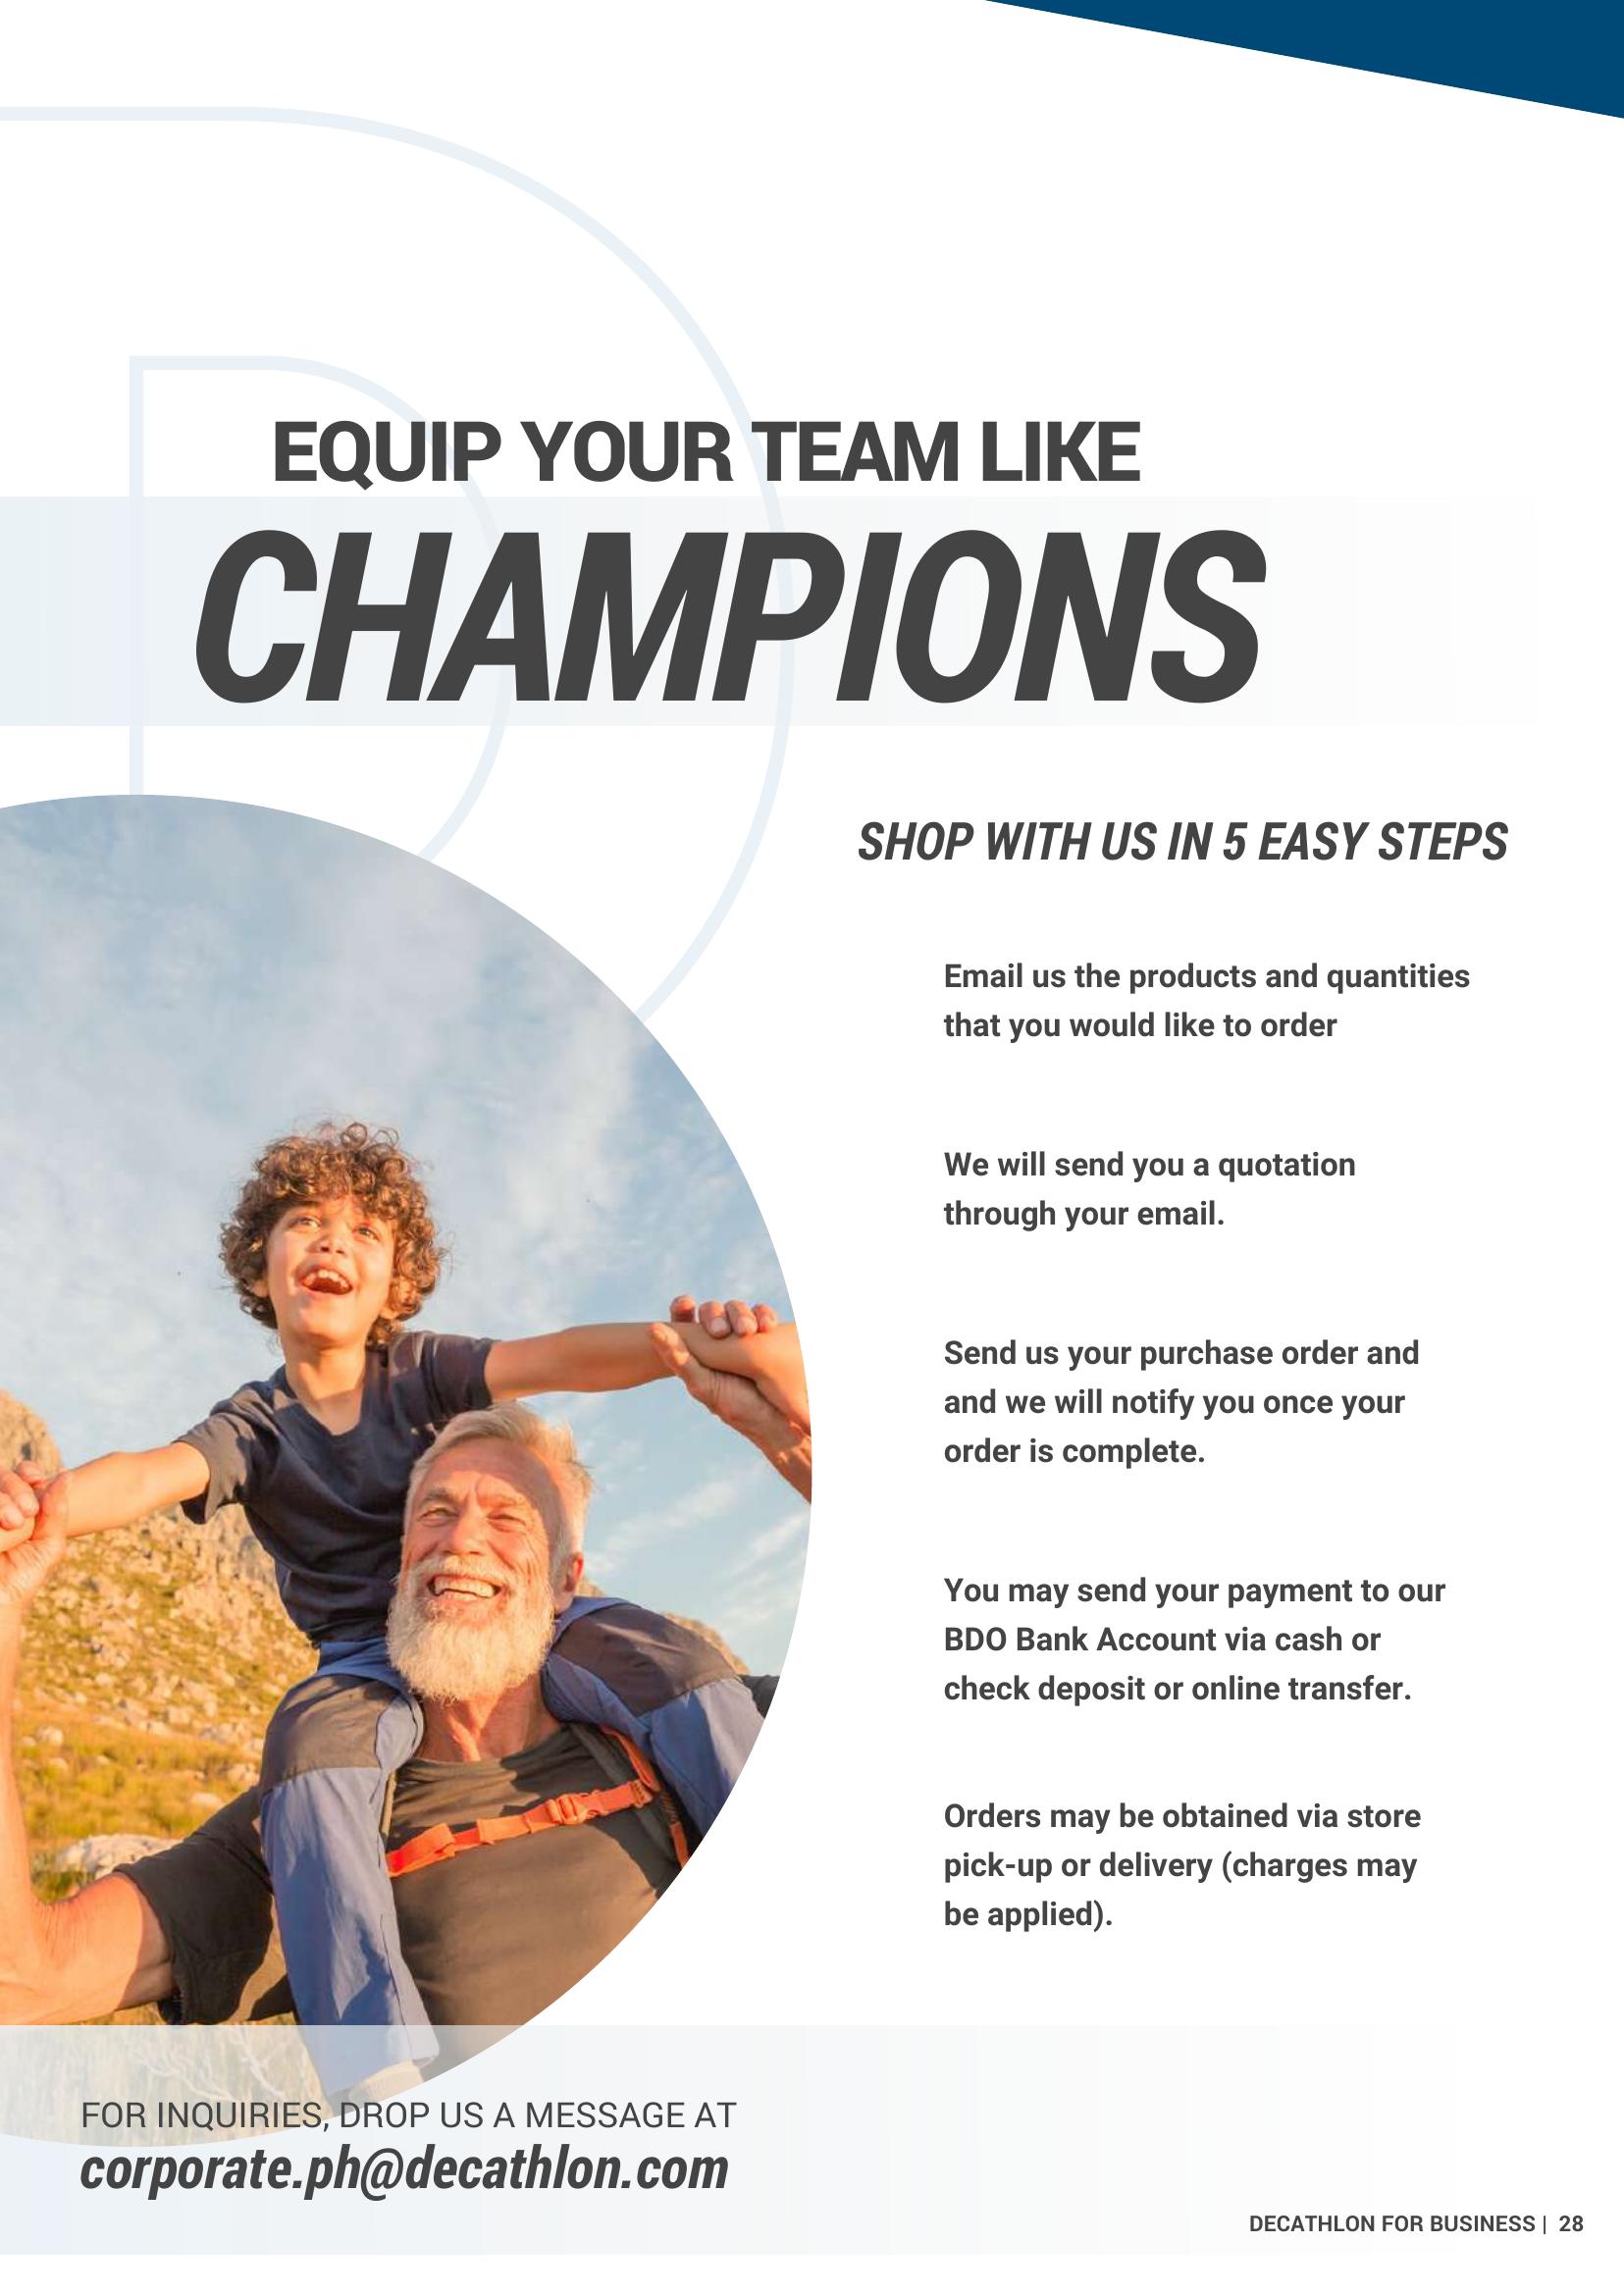 EQUIP YOUR TEAM LIKE
CHAMPIONS
SHOP WITH US IN 5 EASY STEPS
Email us the products and quantities
that you would like to order
We will send you a quotation
through your email.
Send us your purchase order and
and we will notify you once your
order is complete.
You may send your payment to our
BDO Bank Account via cash or
check deposit or online transfer.
Orders may be obtained via store
pick-up or delivery (charges may
be applied).
FOR INQUIRIES, DROP US A MESSAGE AT
corporate.ph@decathlon.com
DECATHLON FOR BUSINESS | 28